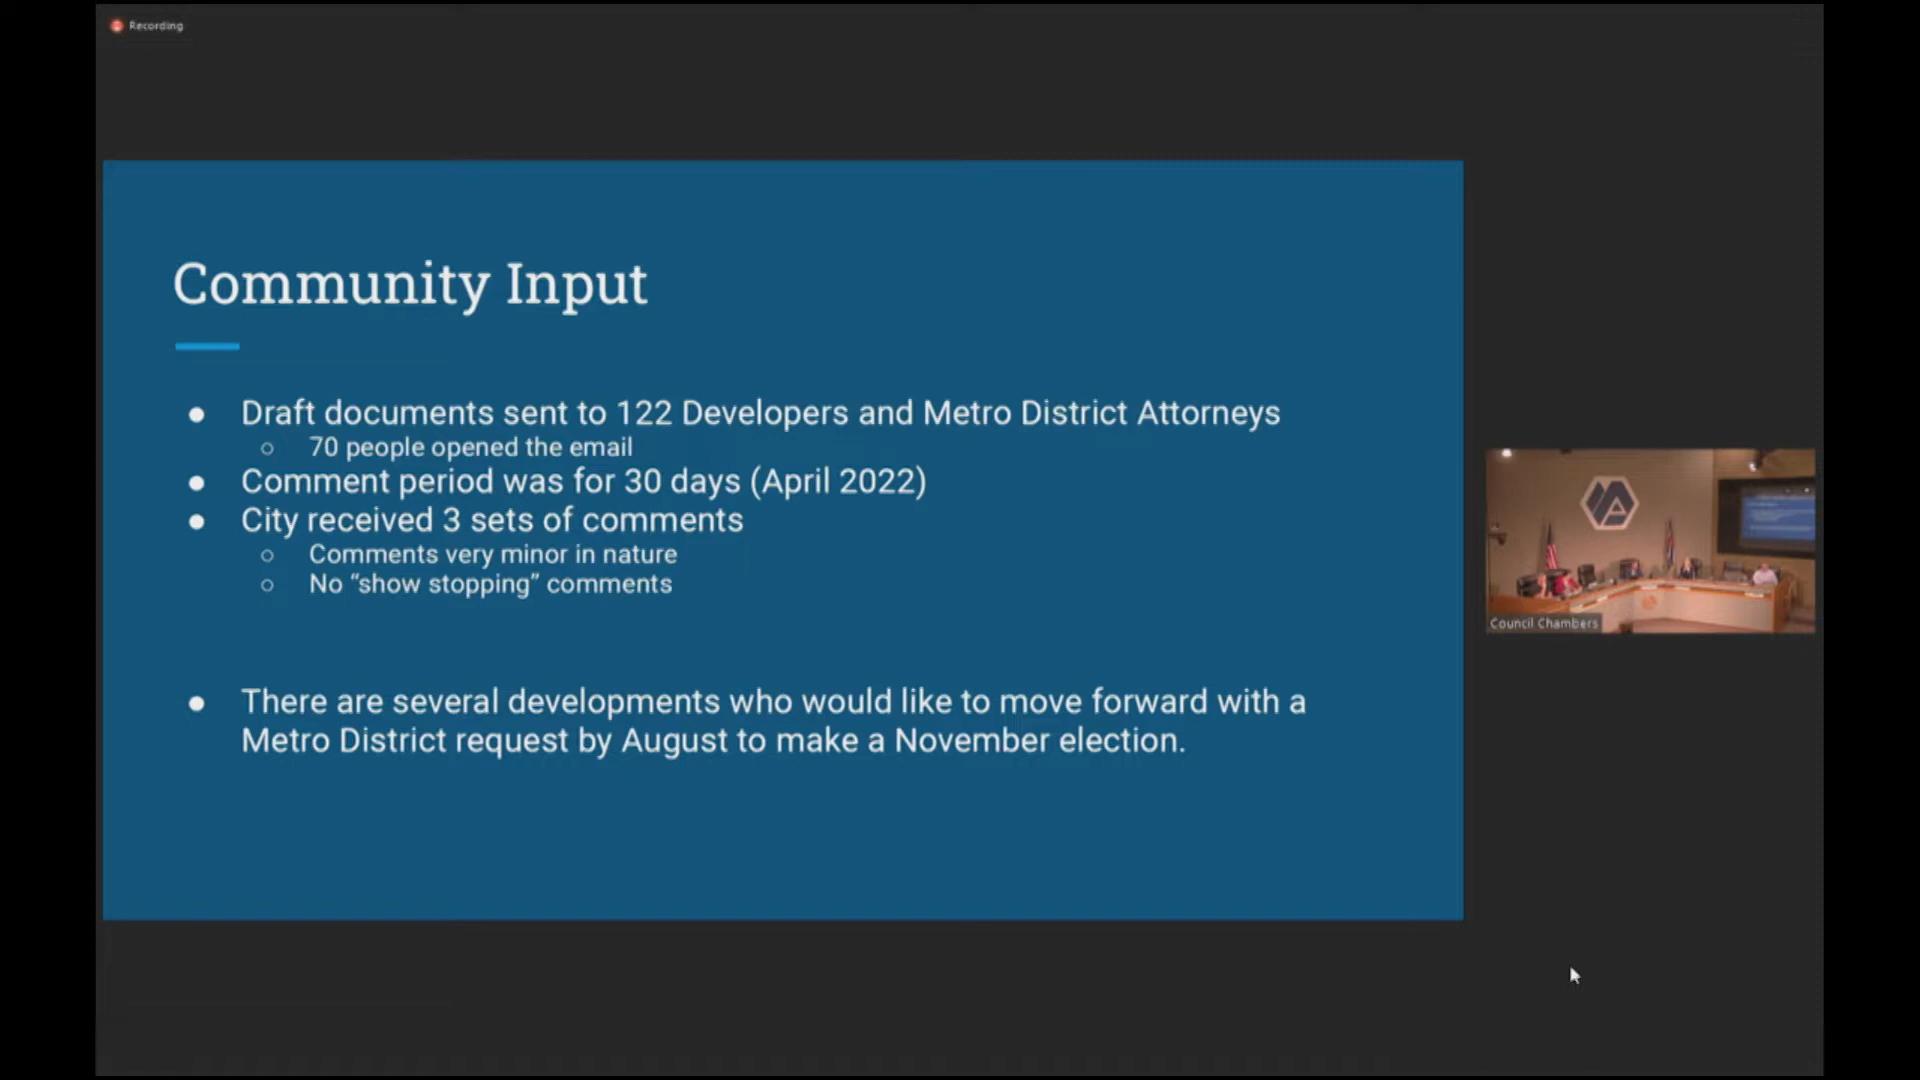 Recording
Community Input
● Draft documents sent to 122 Developers and Metro District Attorneys
○ 70 people opened the email
● Comment period was for 30 days (April 2022)
● City received 3 sets of comments
○ Comments very minor in nature
○ No “show stopping” comments
● There are several developments who would like to move forward with a
Metro District request by August to make a November election.
Council Chambers